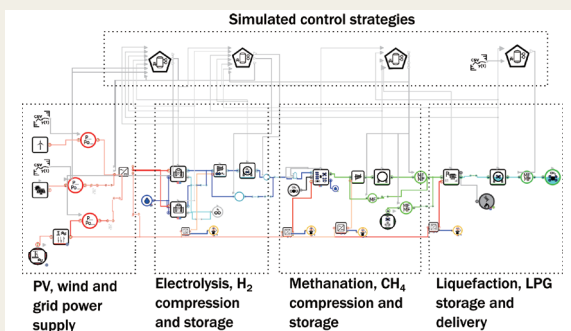 Simulated control strategies
PV, wind and
grid power
supply
Electrolysis, H₂
compression
and storage
Methanation, CH₄
compression and
storage
Liquefaction, LPG
storage and
delivery